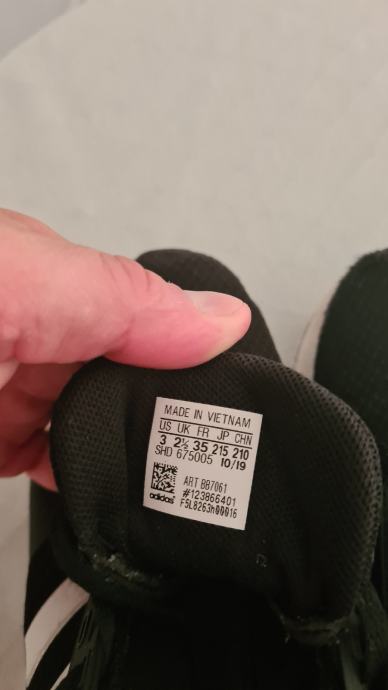 MADE IN VIETNAM
US UK FR JP CHN
3 2½ 35 215 210
SHD 675005 10/19
ART BB7061
#123866401
adidas F5L8263h00016